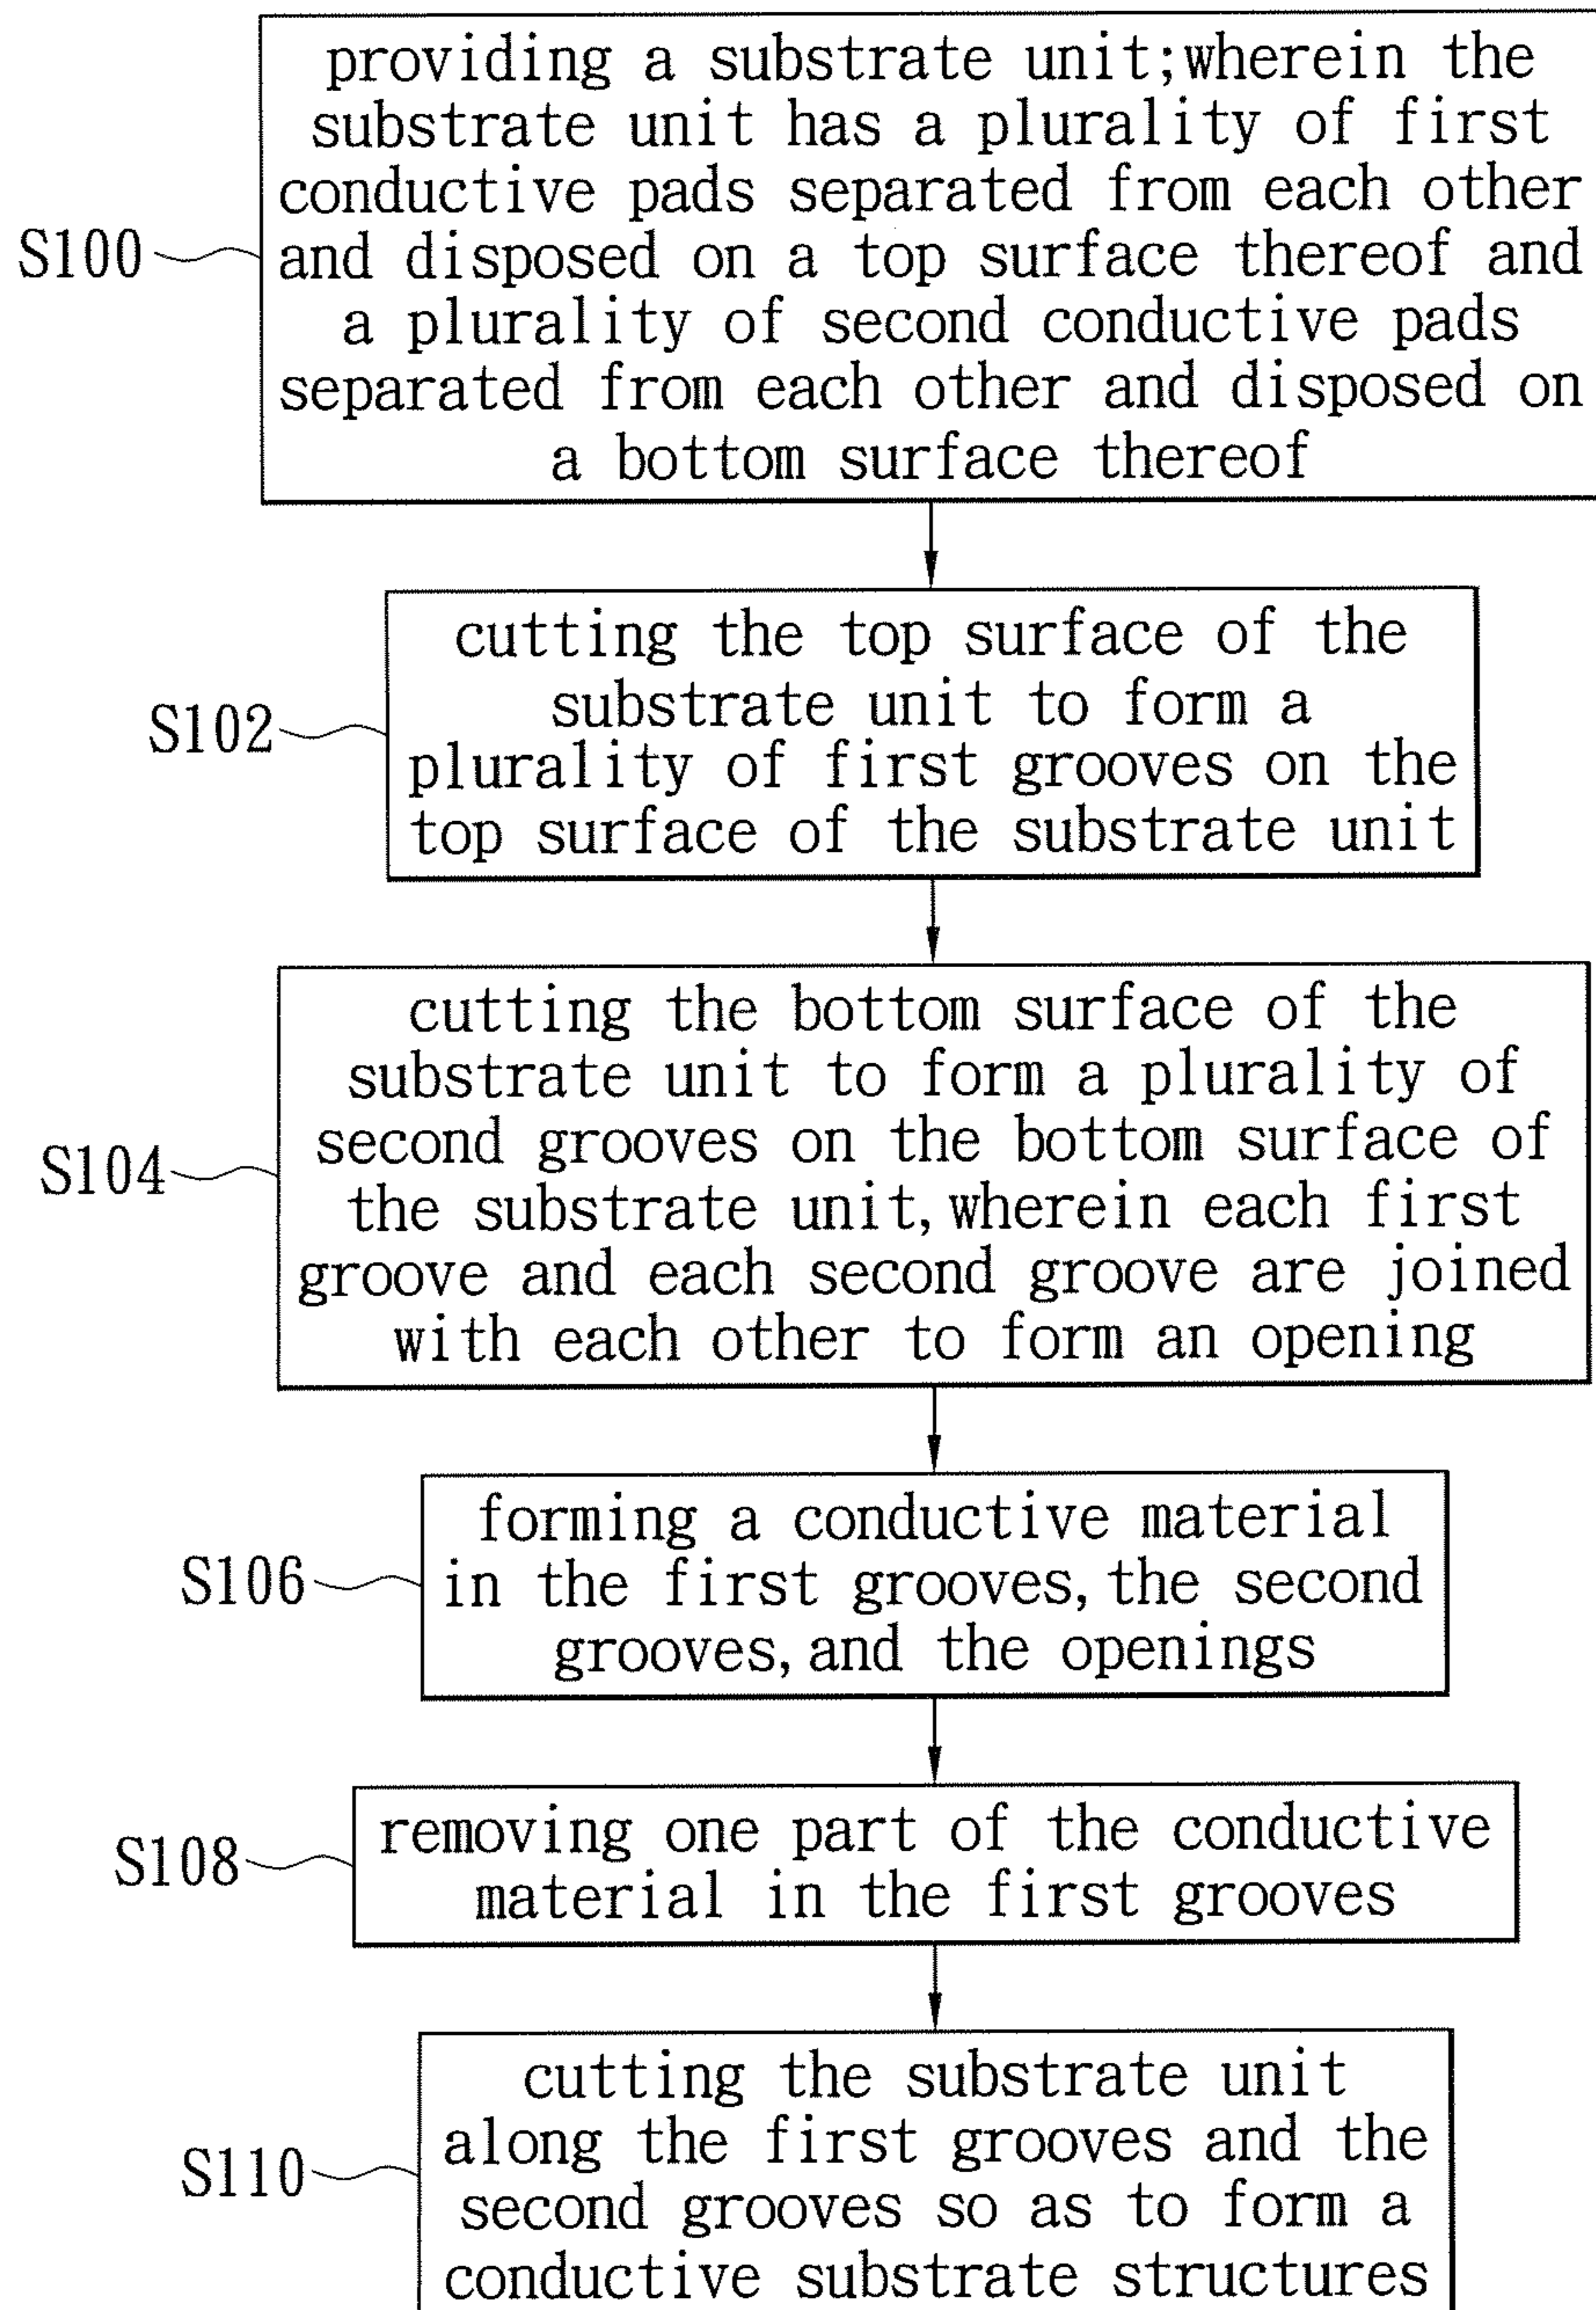 providing a substrate unit;wherein the
substrate unit has a plurality of first
conductive pads separated from each other
S100
and disposed on a top surface thereof and
a plurality of second conductive pads
separated from each other and disposed on
a bottom surface thereof
cutting the top surface of the
substrate unit to form a
S102
plurality of first grooves on the
top surface of the substrate unit
cutting the bottom surface of the
substrate unit to form a plurality of
second grooves on the bottom surface of
S104
the substrate unit,wherein each first
groove and each second groove are joined
with each other to form an opening
forming a conductive material
S106
in the first grooves,the second
grooves,and the openings
removing one part of the conductive
S108
material in the first grooves
cutting the substrate unit
along the first grooves and the
S110
second grooves so as to form a
conductive substrate structures